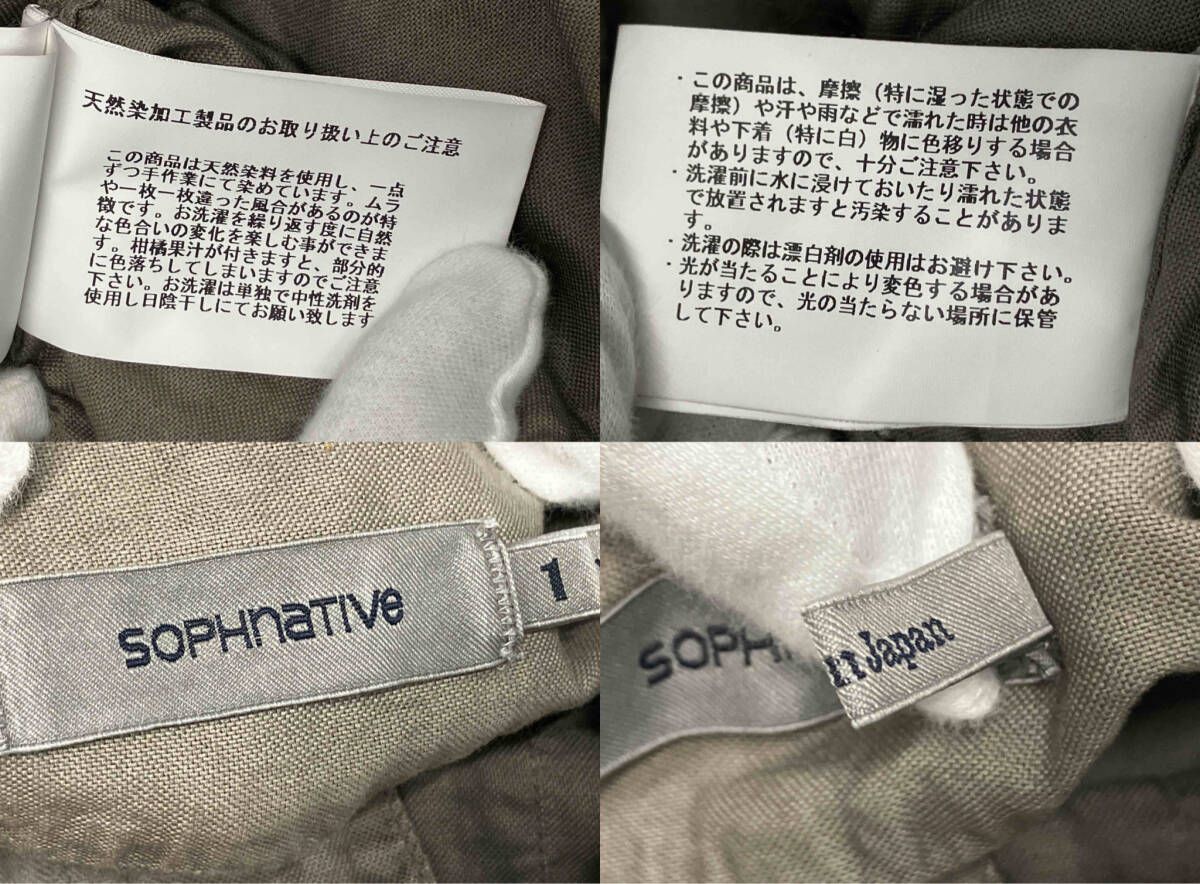 天然染加工製品のお取り扱い上のご注意
この商品は天然染料を使用し、一点
ずつ手作業にて染めています。ムラ
や一枚一枚違った風合があるのが特
徴です。お洗濯を繰り返す度に自然
な色合いの変化を楽しむ事ができま
す。柑橘果汁が付きますと、部分的
に色落ちしてしまいますのでご注意
下さい。お洗濯は単独で中性洗剤を
使用し日陰干しにてお願い致します
・この商品は、摩擦（特に湿った状態での
摩擦）や汗や雨などで濡れた時は他の衣
料や下着（特に白）物に色移りする場合
がありますので、十分ご注意下さい。
・洗濯前に水に浸けておいたり濡れた状態
で放置されますと汚染することがありま
す。
・洗濯の際は漂白剤の使用はお避け下さい。
・光が当たることにより変色する場合があ
りますので、光の当たらない場所に保管
して下さい。
SOPHnaTIVe
1
SOPH
Japan